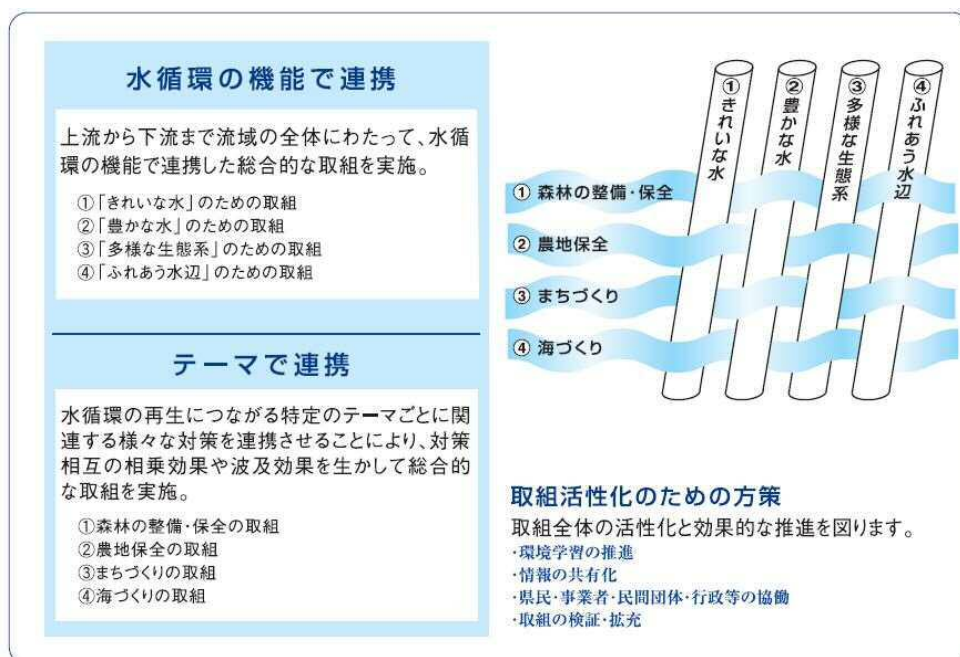 水循環の機能で連携
上流から下流まで流域の全体にわたって、水循
環の機能で連携した総合的な取組を実施。
①「きれいな水」のための取組
②「豊かな水」のための取組
③「多様な生態系」のための取組
④「ふれあう水辺」のための取組
テーマで連携
水循環の再生につながる特定のテーマごとに関
連する様々な対策を連携させることにより、対策
相互の相乗効果や波及効果を生かして総合的
な取組を実施。
①森林の整備・保全の取組
②農地保全の取組
③まちづくりの取組
④海づくりの取組
①きれいな水
②豊かな水
③多様な生態系
④ふれあう水辺
① 森林の整備・保全
② 農地保全
③ まちづくり
④ 海づくり
取組活性化のための方策
取組全体の活性化と効果的な推進を図ります。
・環境学習の推進
・情報の共有化
・県民・事業者・民間団体・行政等の協働
・取組の検証・拡充